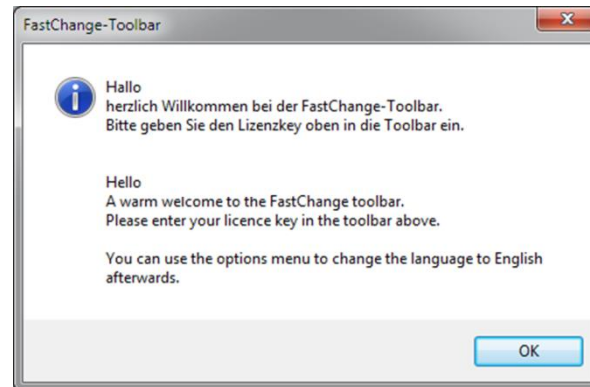 FastChange-Toolbar
Hallo
herzlich Willkommen bei der FastChange-Toolbar.
Bitte geben Sie den Lizenzkey oben in die Toolbar ein.
Hello
A warm welcome to the FastChange toolbar.
Please enter your licence key in the toolbar above.
You can use the options menu to change the language to English
afterwards.
OK